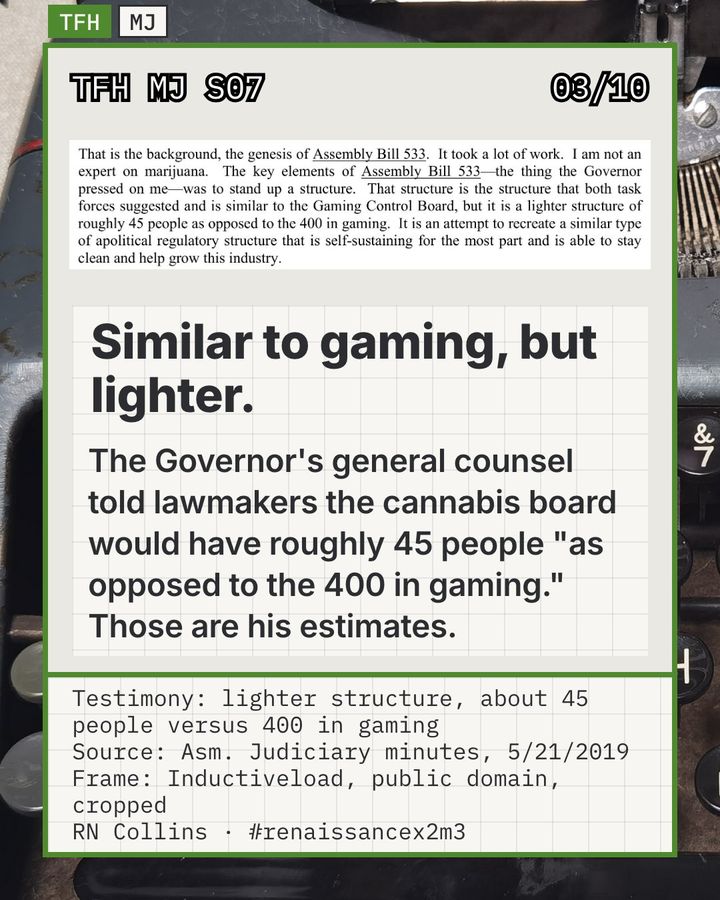 TFH MJ
TFH MJ S07 03/10
That is the background, the genesis of Assembly Bill 533. It took a lot of work. I am not an
expert on marijuana. The key elements of Assembly Bill 533—the thing the Governor
pressed on me—was to stand up a structure. That structure is the structure that both task
forces suggested and is similar to the Gaming Control Board, but it is a lighter structure of
roughly 45 people as opposed to the 400 in gaming. It is an attempt to recreate a similar type
of apolitical regulatory structure that is self-sustaining for the most part and is able to stay
clean and help grow this industry.
Similar to gaming, but
lighter.
The Governor's general counsel
told lawmakers the cannabis board
would have roughly 45 people "as
opposed to the 400 in gaming."
Those are his estimates.
Testimony: lighter structure, about 45
people versus 400 in gaming
Source: Asm. Judiciary minutes, 5/21/2019
Frame: Inductiveload, public domain,
cropped
RN Collins · #renaissancex2m3
&
7
H